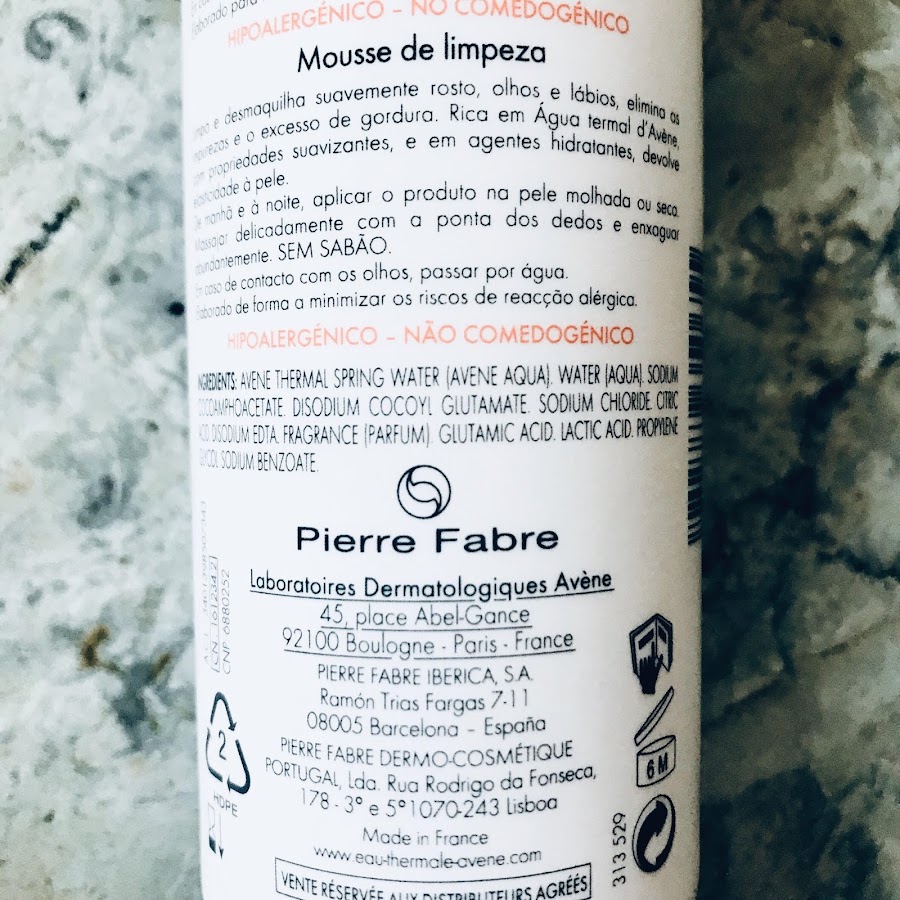 aborado para
HIPOALERGÉNICO – NO COMEDOGÉNICO
Mousse de limpeza
e desmaquilha suavemente rosto, olhos e lábios, elimina as
e o excesso de gordura. Rica em Água termal d'Avène,
propriedades suavizantes, e em agentes hidratantes, devolve
à pele.
De manhã e à noite, aplicar o produto na pele molhada ou seca.
Massajar delicadamente com a ponta dos dedos e enxaguar
abundantemente. SEM SABÃO.
Em caso de contacto com os olhos, passar por água.
Elaborado de forma a minimizar os riscos de reacção alérgica.
HIPOALERGÉNICO – NÃO COMEDOGÉNICO
INGREDIENTS: AVENE THERMAL SPRING WATER (AVENE AQUA). WATER (AQUA). SODIUM
COCOAMPHOACETATE. DISODIUM COCOYL GLUTAMATE. SODIUM CHLORIDE. CITRIC
ACID. DISODIUM EDTA. FRAGRANCE (PARFUM). GLUTAMIC ACID. LACTIC ACID. PROPYLENE
GLYCOL. SODIUM BENZOATE.
Pierre Fabre
Laboratoires Dermatologiques Avène
45, place Abel-Gance
92100 Boulogne - Paris - France
PIERRE FABRE IBERICA, S.A.
Ramón Trias Fargas 7-11
08005 Barcelona – España
PIERRE FABRE DERMO-COSMÉTIQUE
PORTUGAL, Lda. Rua Rodrigo da Fonseca,
178 - 3° e 5° 1070-243 Lisboa
Made in France
www.eau-thermale-avene.com
VENTE RÉSERVÉE AUX DISTRIBUTEURS AGRÉÉS
CNP 6880252
2
HDPE
6 M
313 529